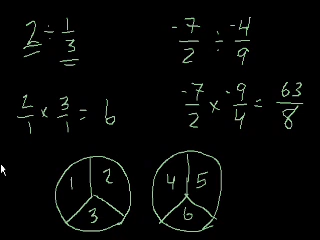 2 ÷ 1/3
2/1 × 3/1 = 6
-7/2 ÷ -4/9
-7/2 × -9/4 = 63/8
1 2 3
4 5 6